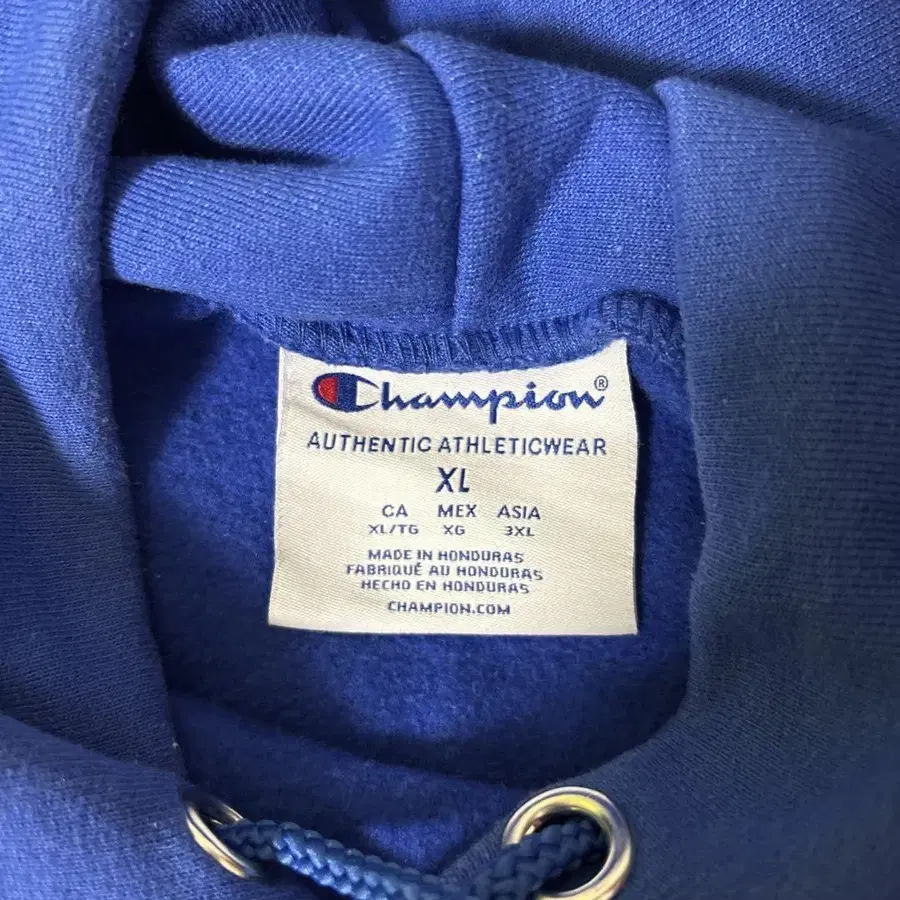 Champion®
AUTHENTIC ATHLETICWEAR
XL
CA MEX ASIA
XL/TG XG 3XL
MADE IN HONDURAS
FABRIQUÉ AU HONDURAS
HECHO EN HONDURAS
CHAMPION.COM